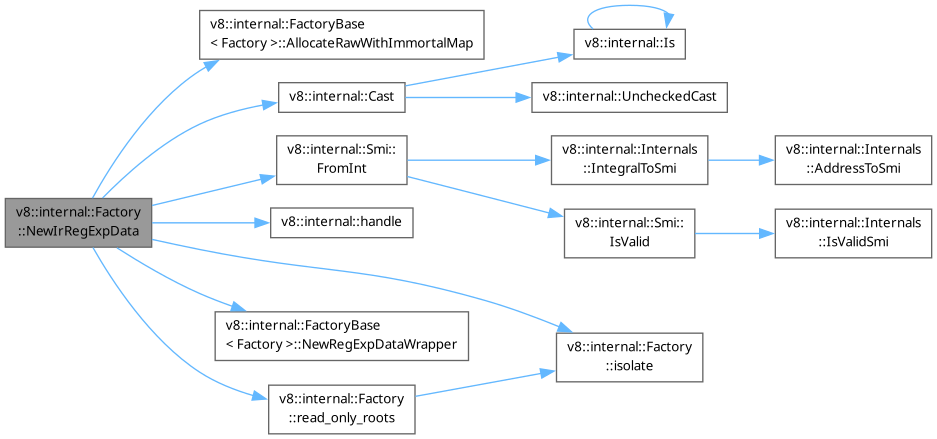 v8::internal::FactoryBase
< Factory >::AllocateRawWithImmortalMap
v8::internal::Is
v8::internal::Cast
v8::internal::UncheckedCast
v8::internal::Smi::
FromInt
v8::internal::Internals
::IntegralToSmi
v8::internal::Internals
::AddressToSmi
v8::internal::Factory
::NewIrRegExpData
v8::internal::handle
v8::internal::Smi::
IsValid
v8::internal::Internals
::IsValidSmi
v8::internal::FactoryBase
< Factory >::NewRegExpDataWrapper
v8::internal::Factory
::isolate
v8::internal::Factory
::read_only_roots